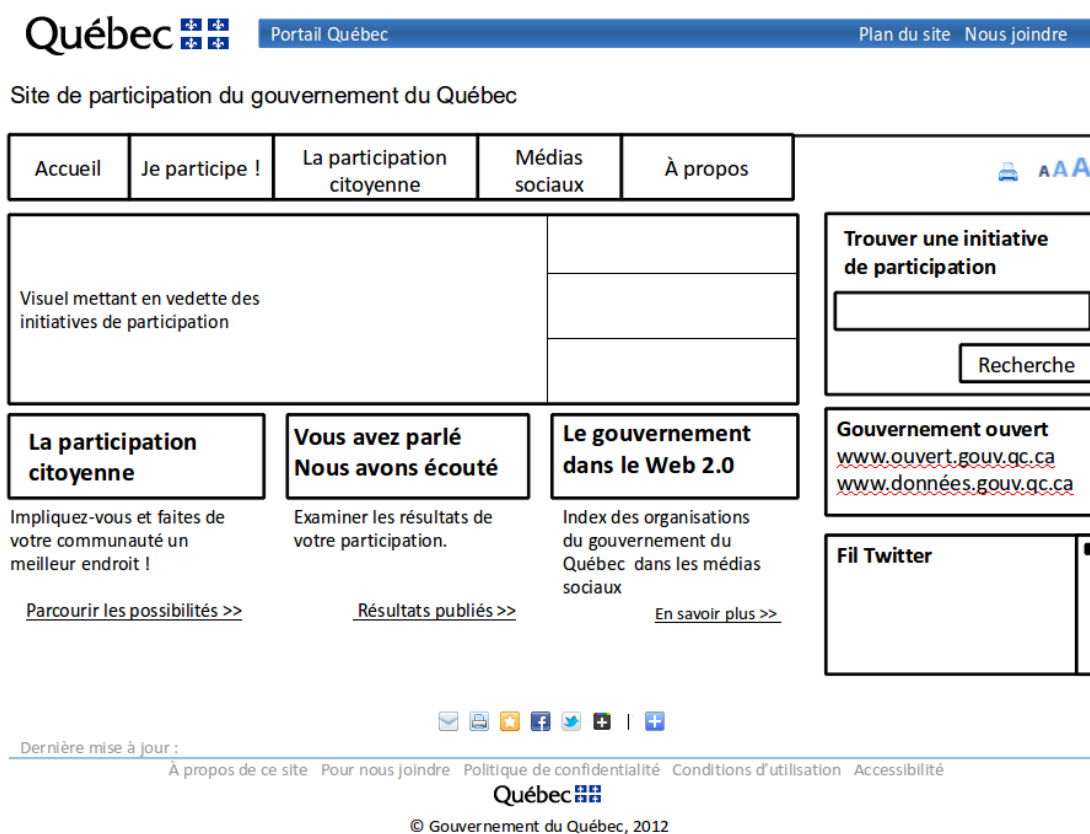 Québec
Portail Québec
Plan du site Nous joindre
Site de participation du gouvernement du Québec
Accueil
Je participe !
La participation
citoyenne
Médias
sociaux
À propos
A A A
Visuel mettant en vedette des
initiatives de participation
Trouver une initiative
de participation
Recherche
La participation
citoyenne
Impliquez-vous et faites de
votre communauté un
meilleur endroit !
Parcourir les possibilités >>
Vous avez parlé
Nous avons écouté
Examiner les résultats de
votre participation.
Résultats publiés >>
Le gouvernement
dans le Web 2.0
Index des organisations
du gouvernement du
Québec dans les médias
sociaux
En savoir plus >>
Gouvernement ouvert
www.ouvert.gouv.qc.ca
www.données.gouv.qc.ca
Fil Twitter
Dernière mise à jour :
À propos de ce site Pour nous joindre Politique de confidentialité Conditions d'utilisation Accessibilité
Québec
© Gouvernement du Québec, 2012